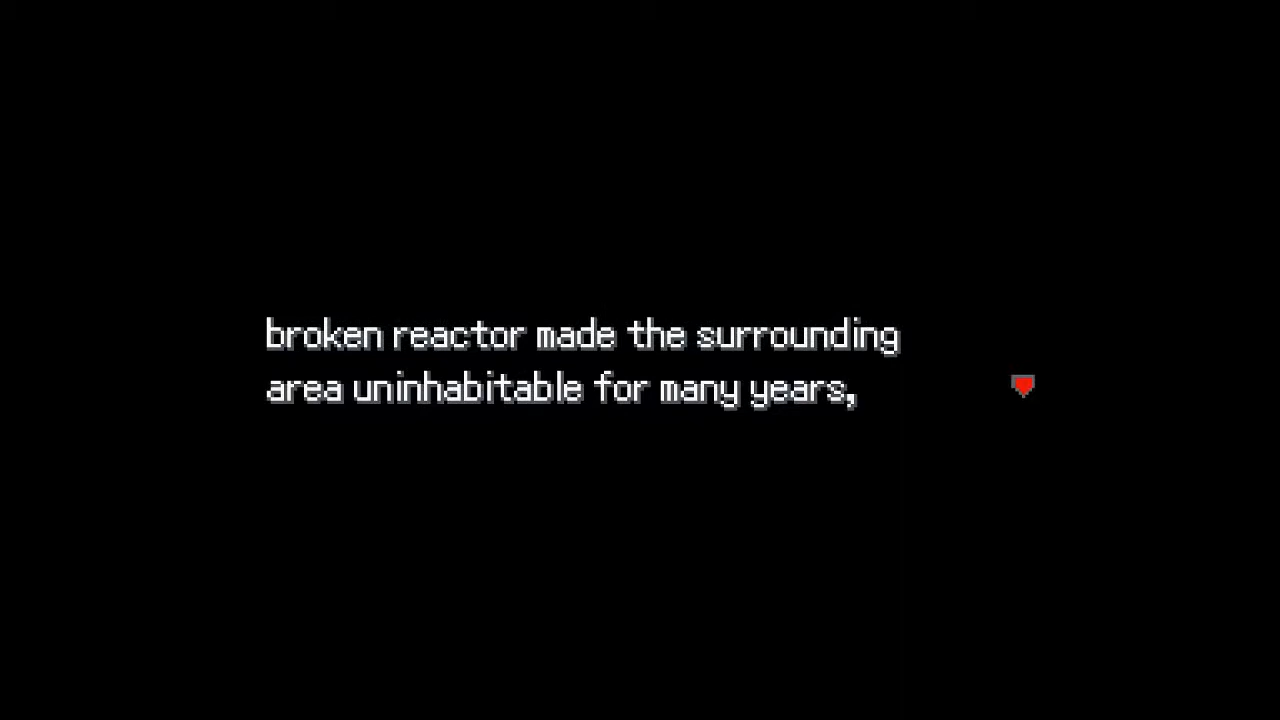 broken reactor made the surrounding
area uninhabitable for many years,